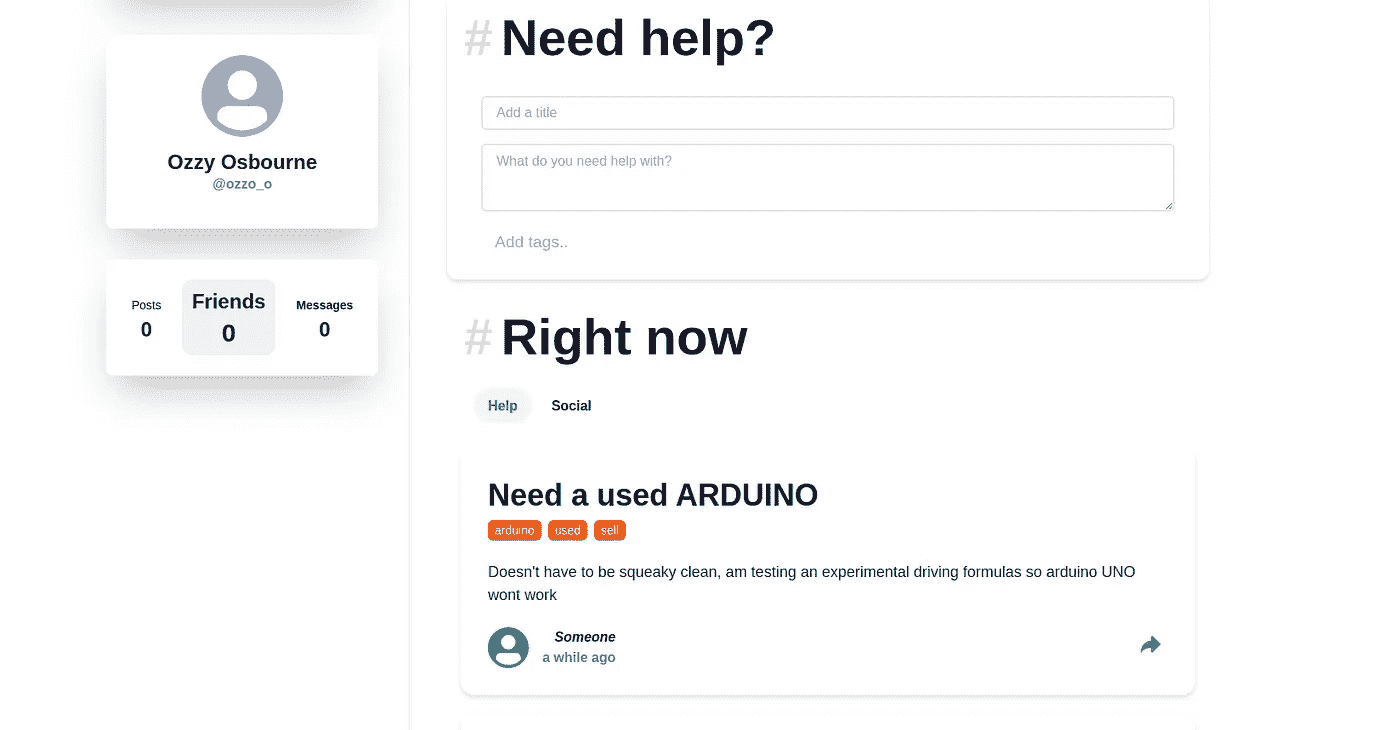 Ozzy Osbourne
@ozzo_o
Posts
0
Friends
0
Messages
0
# Need help?
Add a title
What do you need help with?
Add tags..
# Right now
Help Social
Need a used ARDUINO
arduino used sell
Doesn't have to be squeaky clean, am testing an experimental driving formulas so arduino UNO
wont work
Someone
a while ago